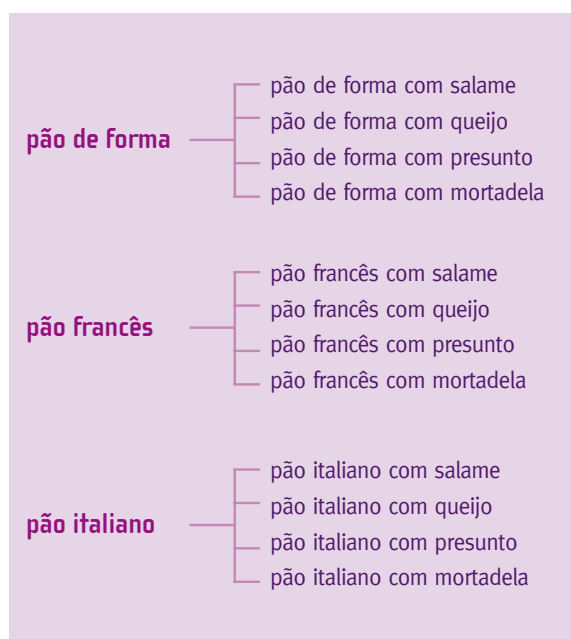 pão de forma
pão de forma com salame
pão de forma com queijo
pão de forma com presunto
pão de forma com mortadela
pão francês
pão francês com salame
pão francês com queijo
pão francês com presunto
pão francês com mortadela
pão italiano
pão italiano com salame
pão italiano com queijo
pão italiano com presunto
pão italiano com mortadela